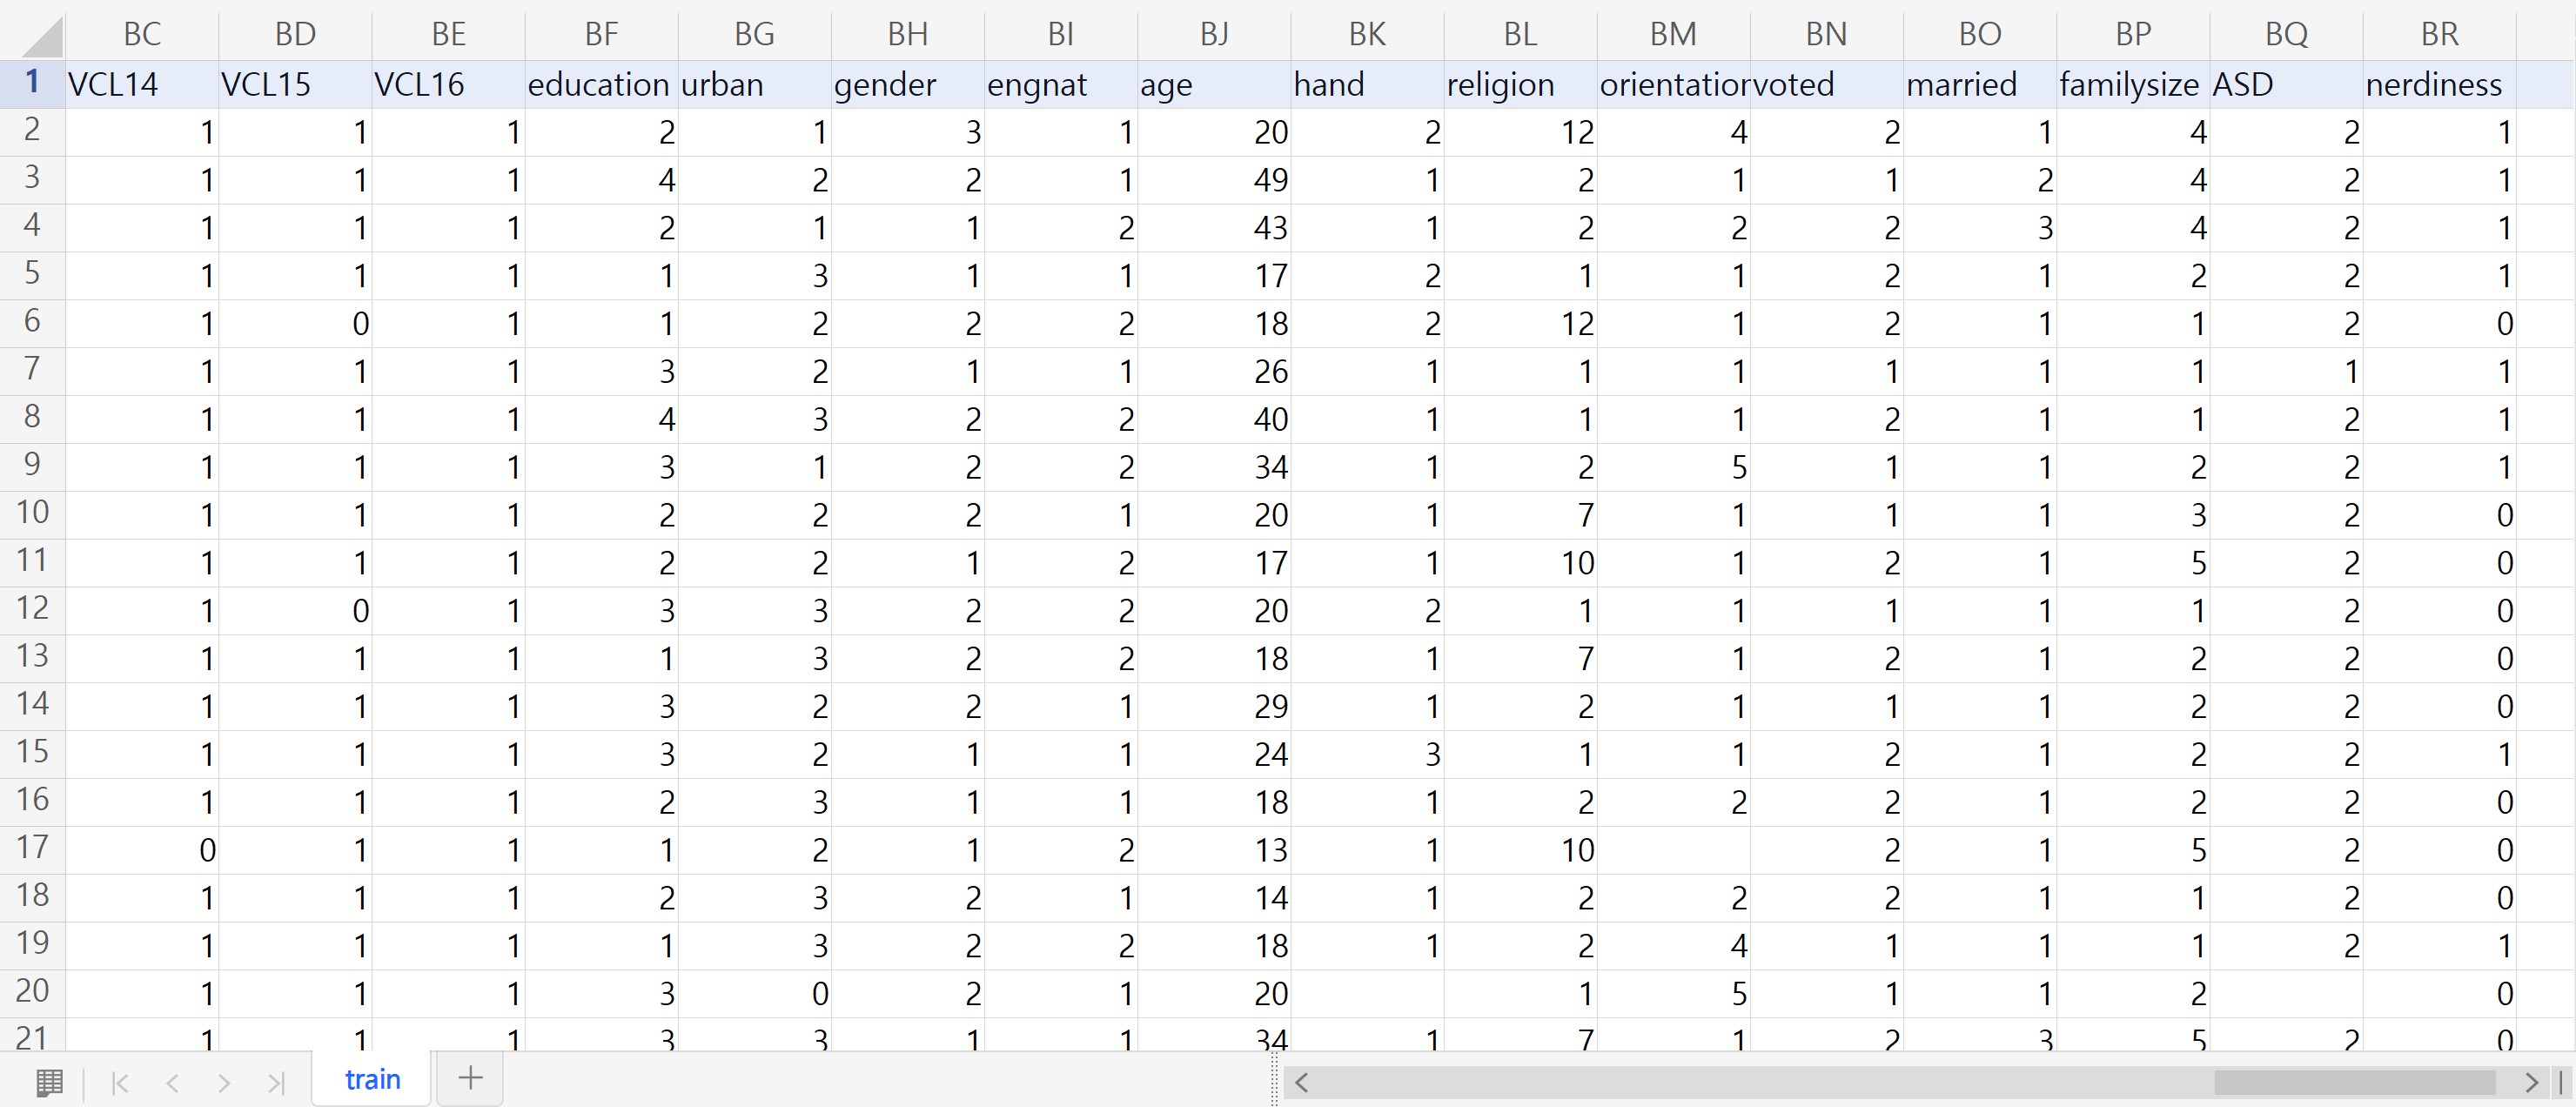 BC BD BE BF BG BH BI BJ BK BL BM BN BO BP BQ BR
1 VCL14 VCL15 VCL16 education urban gender engnat age hand religion orientation voted married familysize ASD nerdiness
2 1 1 1 2 1 3 1 20 2 12 4 2 1 4 2 1
3 1 1 1 4 2 2 1 49 1 2 1 1 2 4 2 1
4 1 1 1 2 1 1 2 43 1 2 2 2 3 4 2 1
5 1 1 1 1 3 1 1 17 2 1 1 2 1 2 2 1
6 1 0 1 1 2 2 2 18 2 12 1 2 1 1 2 0
7 1 1 1 3 2 1 1 26 1 1 1 1 1 1 1 1
8 1 1 1 4 3 2 2 40 1 1 1 2 1 1 2 1
9 1 1 1 3 1 2 2 34 1 2 5 1 1 2 2 1
10 1 1 1 2 2 2 1 20 1 7 1 1 1 3 2 0
11 1 1 1 2 2 1 2 17 1 10 1 2 1 5 2 0
12 1 0 1 3 3 2 2 20 2 1 1 1 1 1 2 0
13 1 1 1 1 3 2 2 18 1 7 1 2 1 2 2 0
14 1 1 1 3 2 2 1 29 1 2 1 1 1 2 2 0
15 1 1 1 3 2 1 1 24 3 1 1 2 1 2 2 1
16 1 1 1 2 3 1 1 18 1 2 2 2 1 2 2 0
17 0 1 1 1 2 1 2 13 1 10 2 1 5 2 0
18 1 1 1 2 3 2 1 14 1 2 2 2 1 1 2 0
19 1 1 1 1 3 2 2 18 1 2 4 1 1 1 2 1
20 1 1 1 3 0 2 1 20 1 5 1 1 2 0
21 1 1 1 3 3 1 1 34 1 7 1 2 3 5 2 0
train